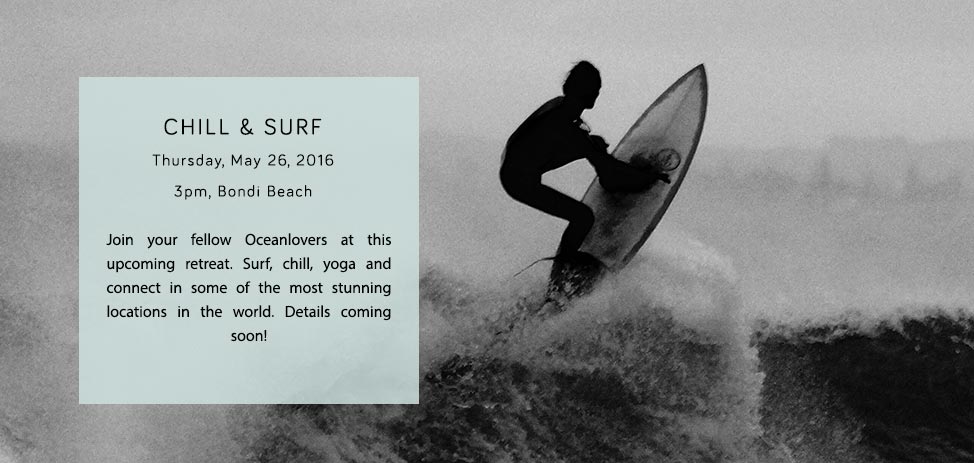 CHILL & SURF
Thursday, May 26, 2016
3pm, Bondi Beach
Join your fellow Oceanlovers at this
upcoming retreat. Surf, chill, yoga and
connect in some of the most stunning
locations in the world. Details coming
soon!